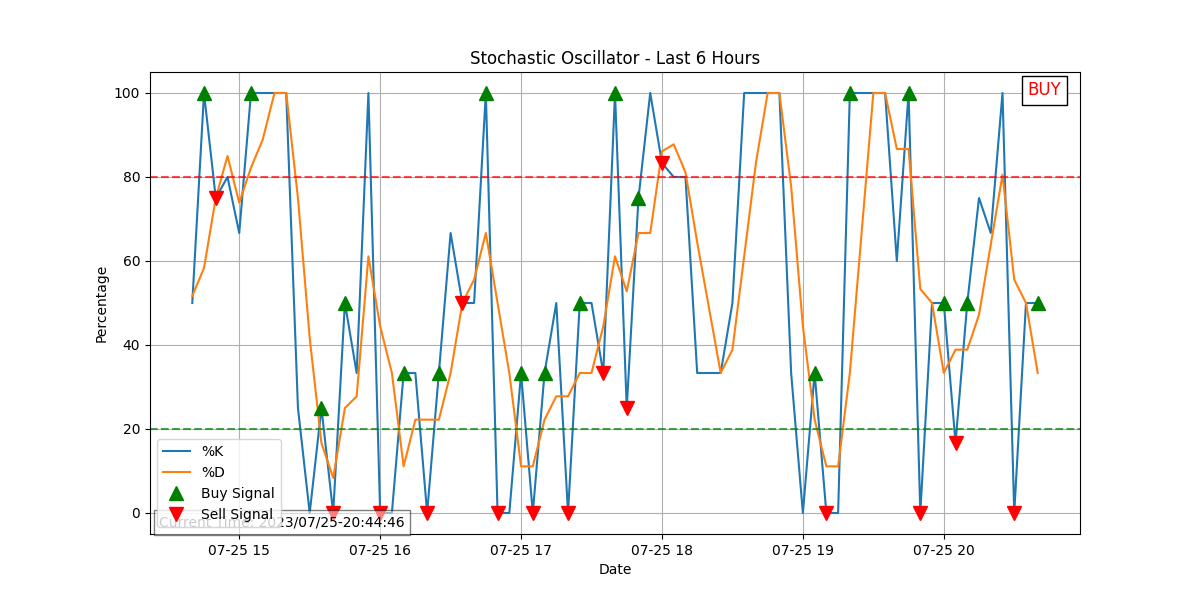 Stochastic Oscillator - Last 6 Hours
BUY
Percentage
100
80
60
40
20
0
%K
%D
Buy Signal
Sell Signal
Current Time: 2023/07/25-20:44:46
07-25 15
07-25 16
07-25 17
07-25 18
07-25 19
07-25 20
Date